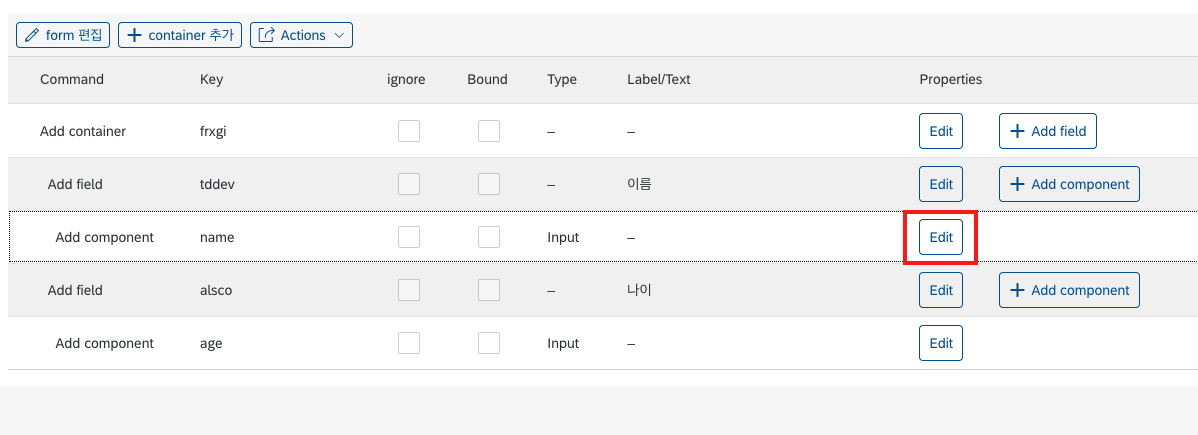 form 편집 container 추가 Actions
Command Key ignore Bound Type Label/Text Properties
Add container frxgi – – Edit Add field
Add field tddev – 이름 Edit Add component
Add component name Input – Edit
Add field alsco – 나이 Edit Add component
Add component age Input – Edit